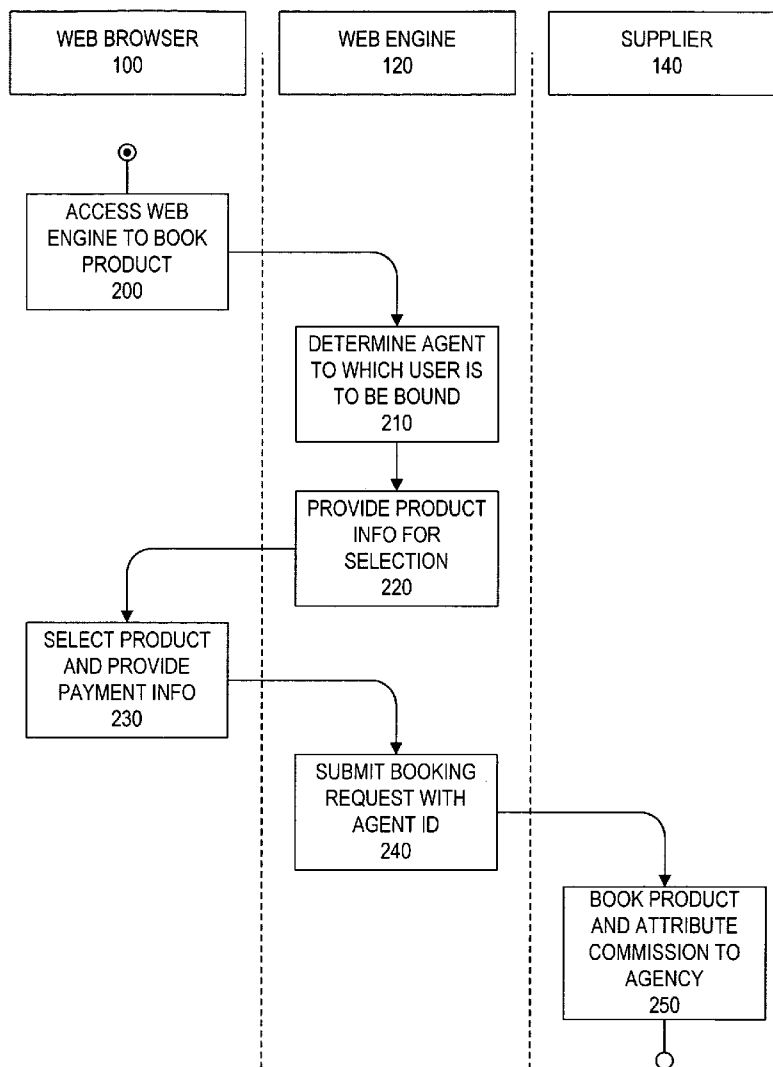 WEB BROWSER
100
WEB ENGINE
120
SUPPLIER
140
ACCESS WEB
ENGINE TO BOOK
PRODUCT
200
DETERMINE AGENT
TO WHICH USER IS
TO BE BOUND
210
PROVIDE PRODUCT
INFO FOR
SELECTION
220
SELECT PRODUCT
AND PROVIDE
PAYMENT INFO
230
SUBMIT BOOKING
REQUEST WITH
AGENT ID
240
BOOK PRODUCT
AND ATTRIBUTE
COMMISSION TO
AGENCY
250